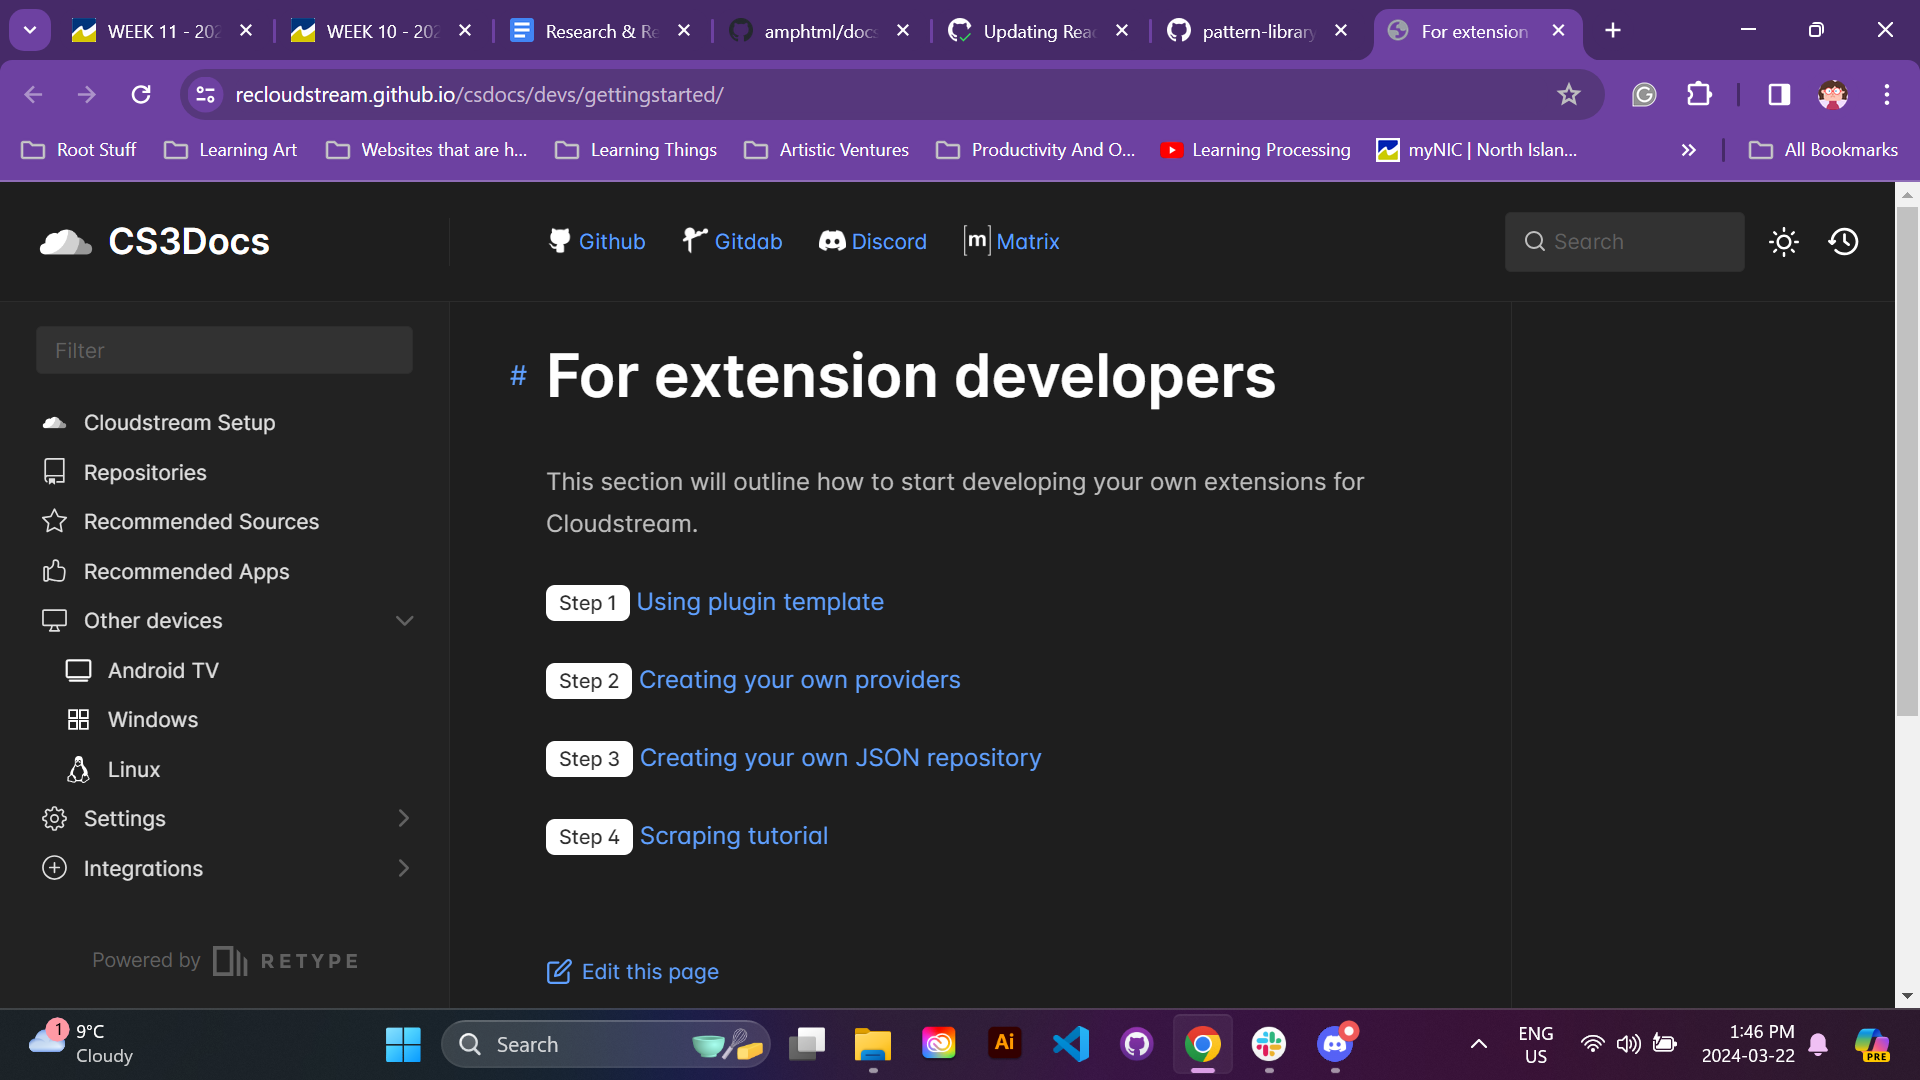 WEEK 11 - 202
WEEK 10 - 202
Research & Re
amphtml/docs
Updating Rea
pattern-library
For extension
recloudstream.github.io/csdocs/devs/gettingstarted/
Root Stuff
Learning Art
Websites that are h...
Learning Things
Artistic Ventures
Productivity And O...
Learning Processing
myNIC | North Islan...
All Bookmarks
CS3Docs
Github
Gitdab
Discord
[m] Matrix
Search
Filter
Cloudstream Setup
Repositories
Recommended Sources
Recommended Apps
Other devices
Android TV
Windows
Linux
Settings
Integrations
Powered by RETYPE
# For extension developers
This section will outline how to start developing your own extensions for
Cloudstream.
Step 1 Using plugin template
Step 2 Creating your own providers
Step 3 Creating your own JSON repository
Step 4 Scraping tutorial
Edit this page
1
9°C
Cloudy
Search
Ai
ENG
US
1:46 PM
2024-03-22
PRE